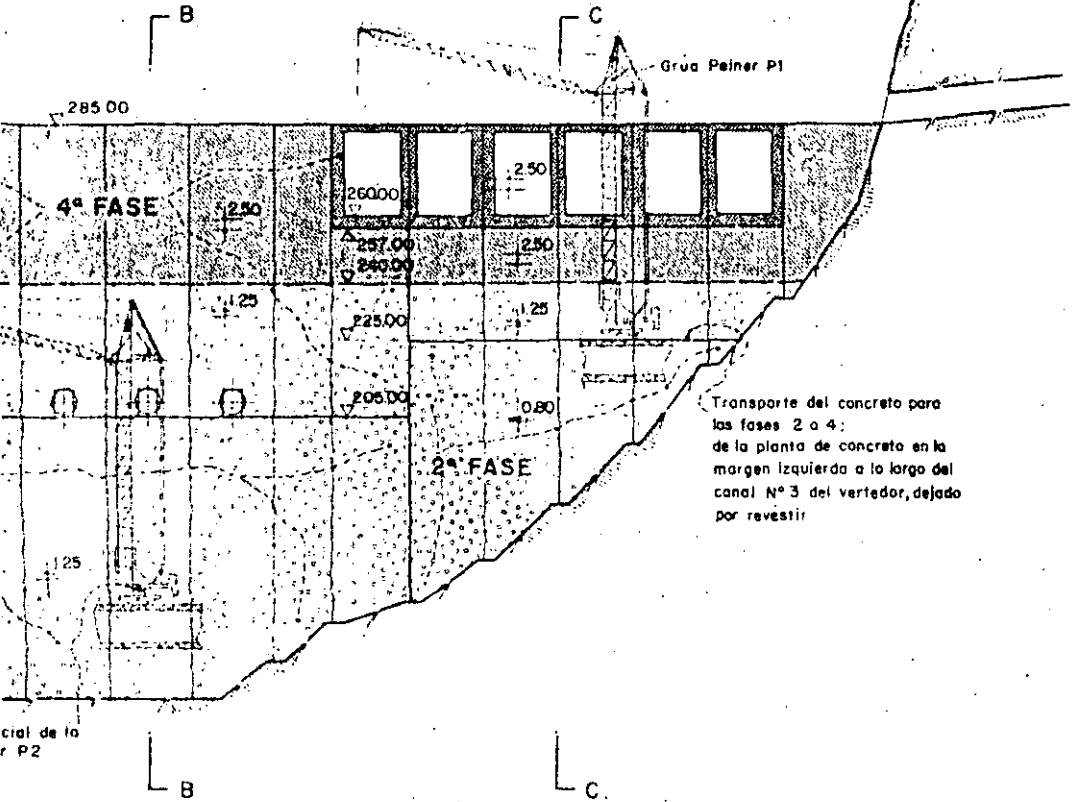 B
C
Grúa Peiner P1
285.00
2.50
260.00
4ª FASE
2.50
257.00
2.50
240.00
1.25
1.25
225.00
205.00
0.80
Transporte del concreto para
las fases 2 a 4:
de la planta de concreto en la
margen izquierda a lo largo del
canal Nº 3 del vertedor, dejado
por revestir
2ª FASE
1.25
cial de la
r P2
B
C